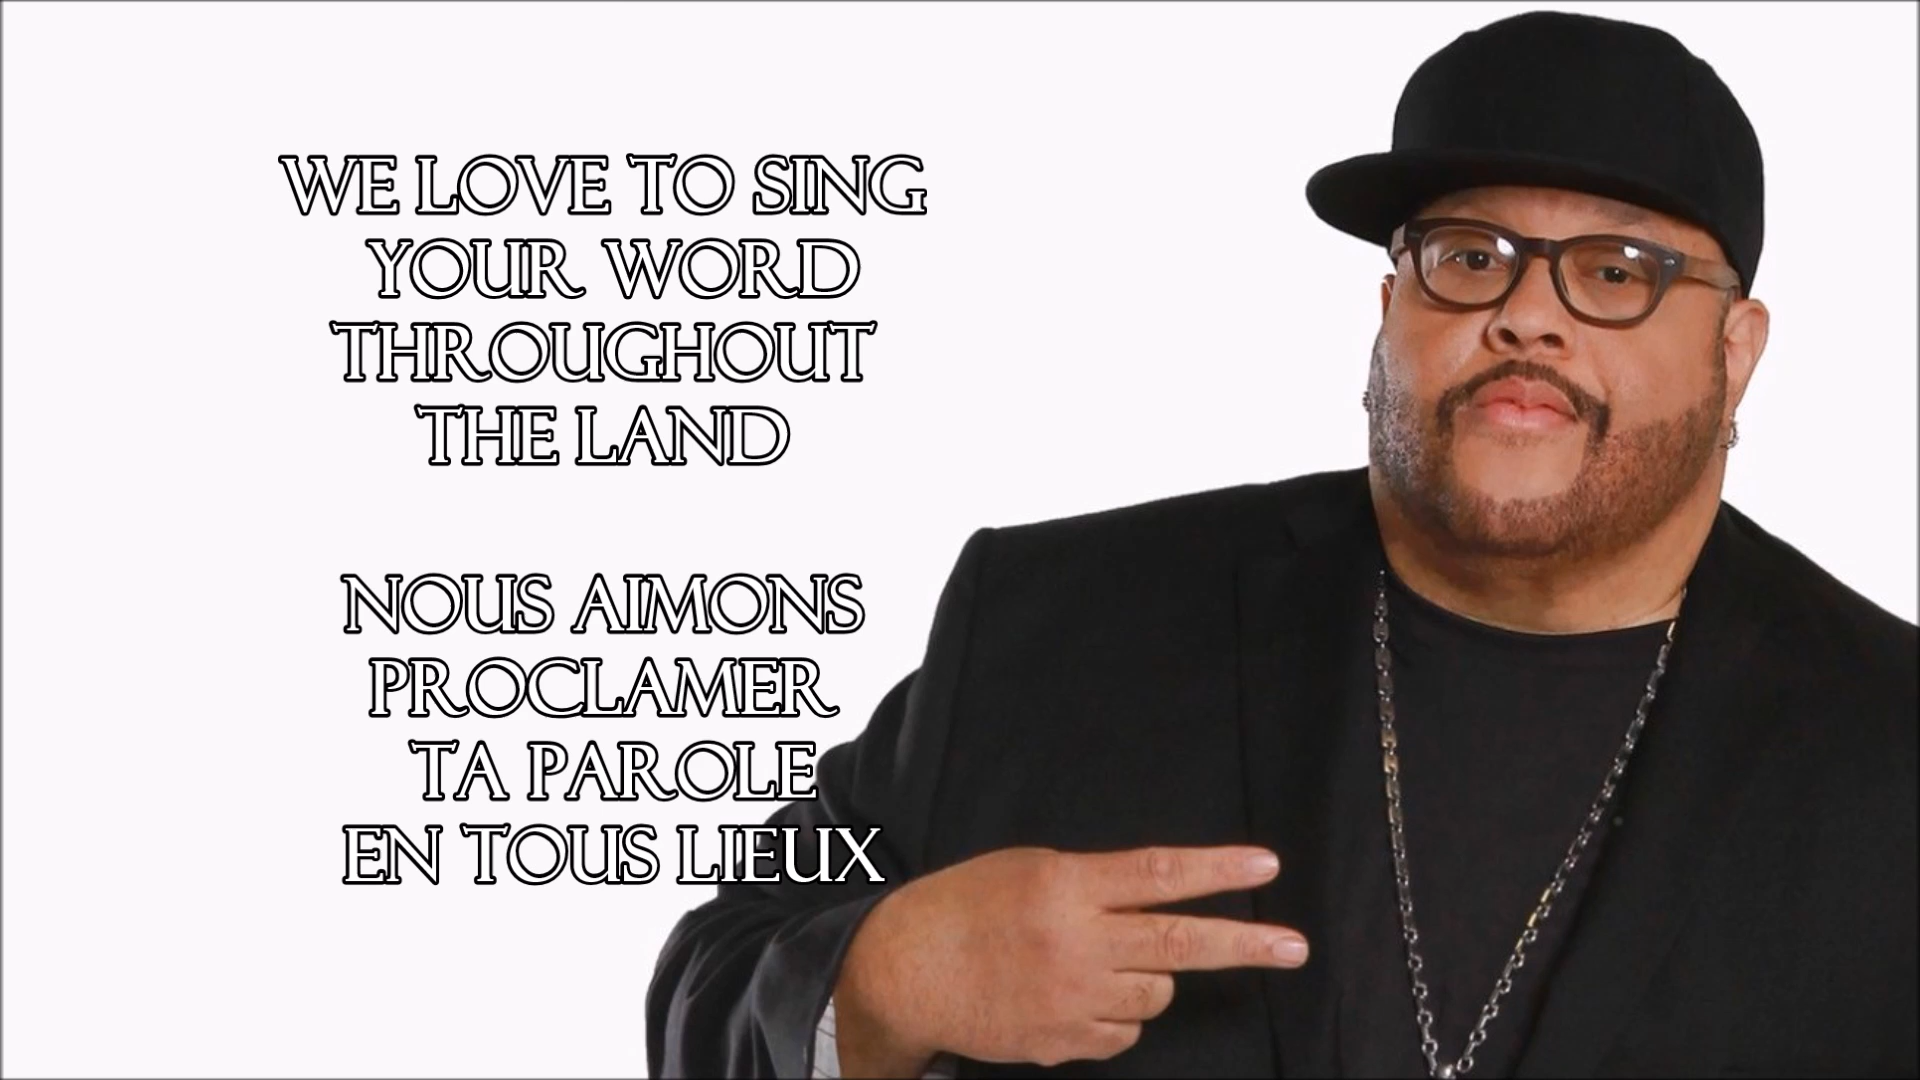 WE LOVE TO SING
YOUR WORD
THROUGHOUT
THE LAND
NOUS AIMONS
PROCLAMER
TA PAROLE
EN TOUS LIEUX